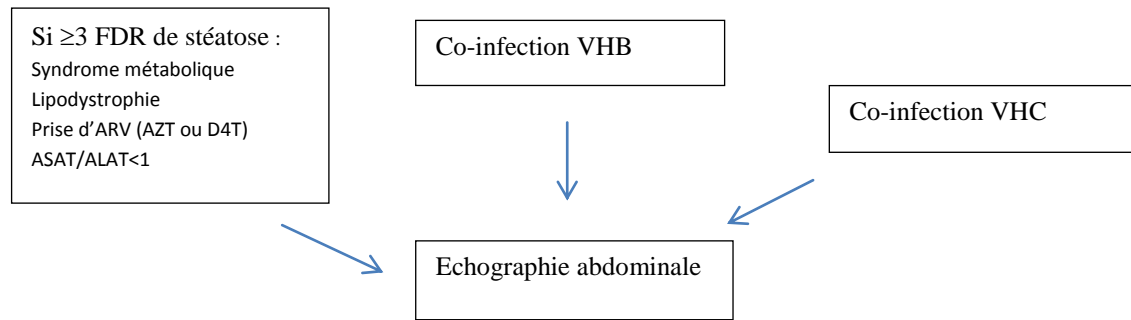 Si ≥3 FDR de stéatose :
Syndrome métabolique
Lipodystrophie
Prise d'ARV (AZT ou D4T)
ASAT/ALAT<1
Co-infection VHB
Co-infection VHC
Echographie abdominale